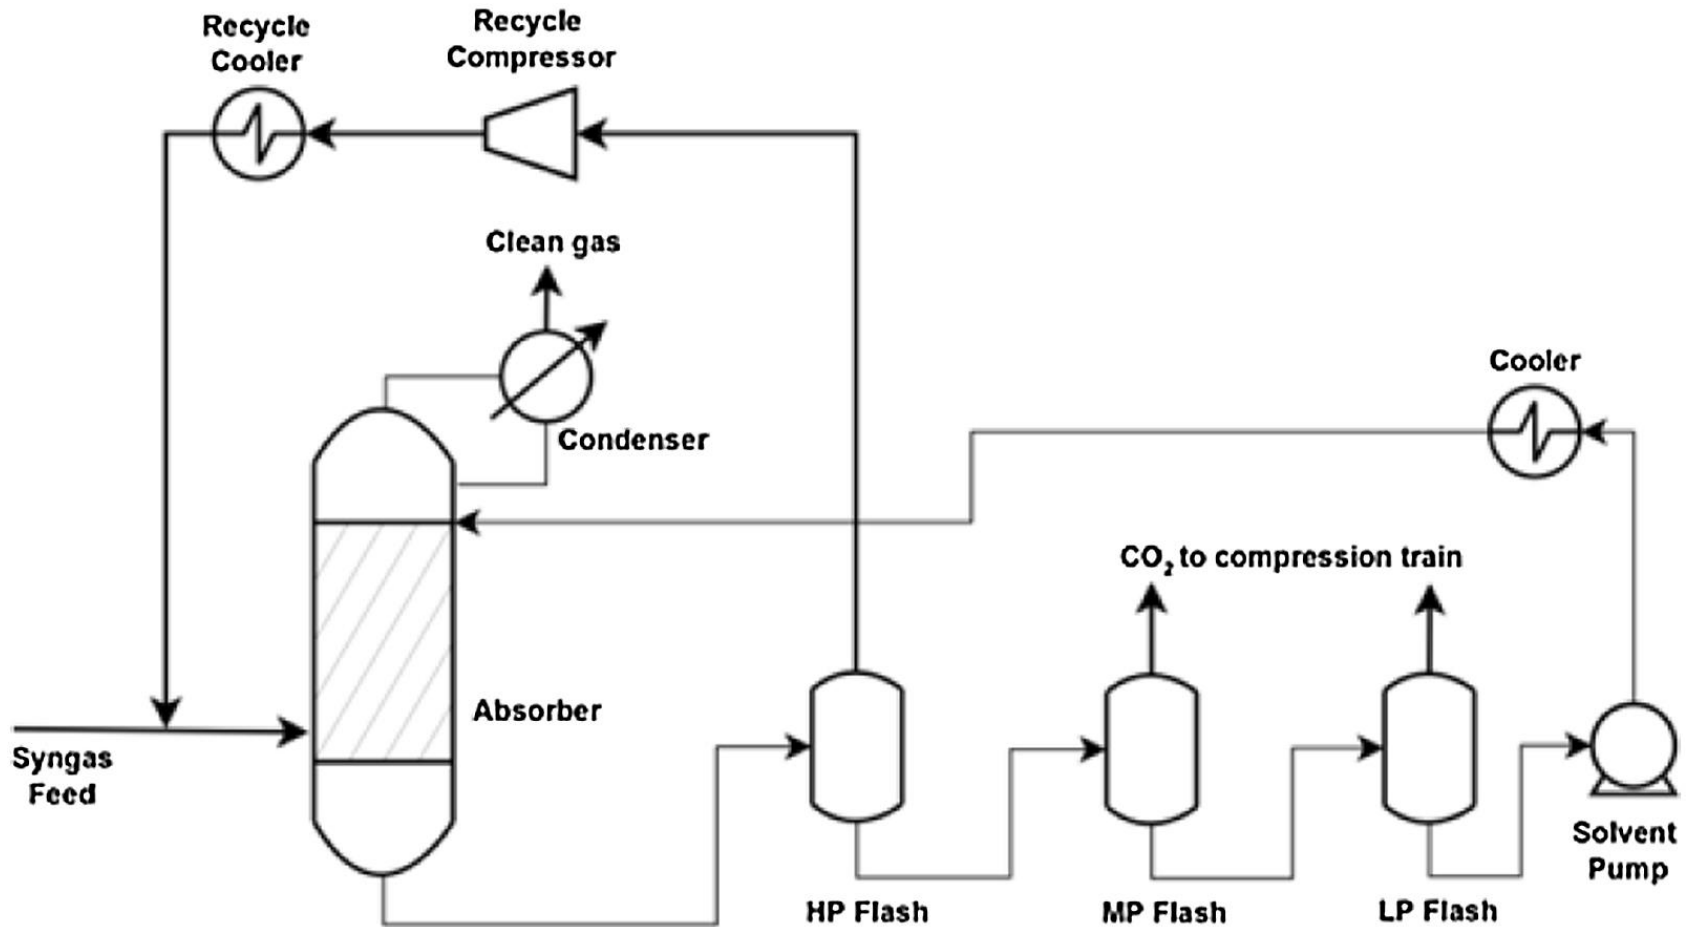 Recycle
Cooler
Recycle
Compressor
Clean gas
Condenser
Cooler
CO₂ to compression train
Absorber
Syngas
Feed
Solvent
Pump
HP Flash
MP Flash
LP Flash